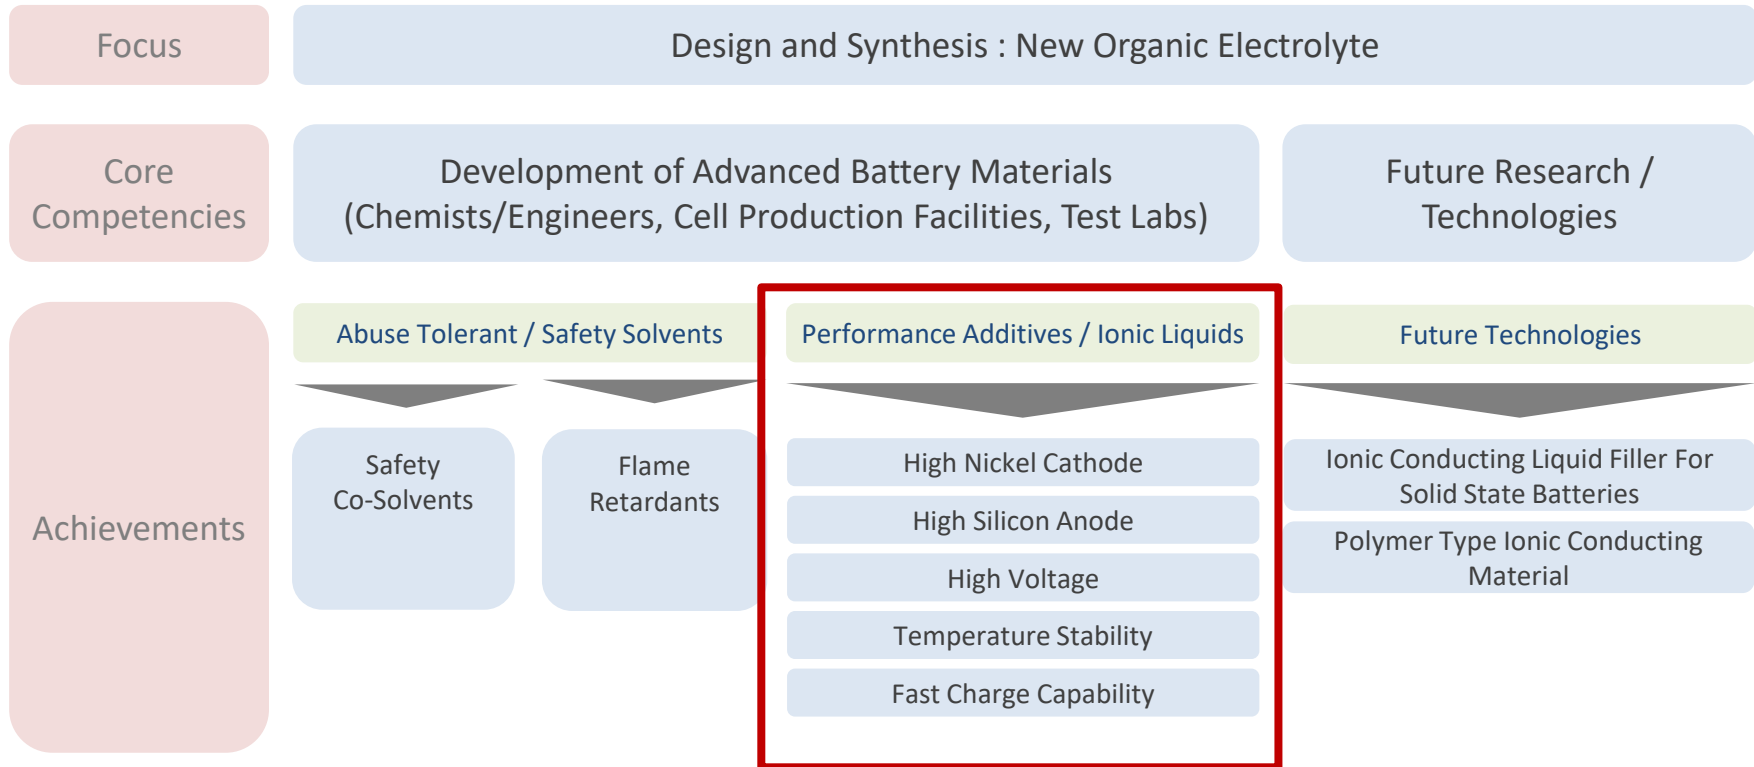 Focus
Design and Synthesis : New Organic Electrolyte
Core
Competencies
Development of Advanced Battery Materials
(Chemists/Engineers, Cell Production Facilities, Test Labs)
Future Research /
Technologies
Achievements
Abuse Tolerant / Safety Solvents
Safety
Co-Solvents
Flame
Retardants
Performance Additives / Ionic Liquids
High Nickel Cathode
High Silicon Anode
High Voltage
Temperature Stability
Fast Charge Capability
Future Technologies
Ionic Conducting Liquid Filler For
Solid State Batteries
Polymer Type Ionic Conducting
Material